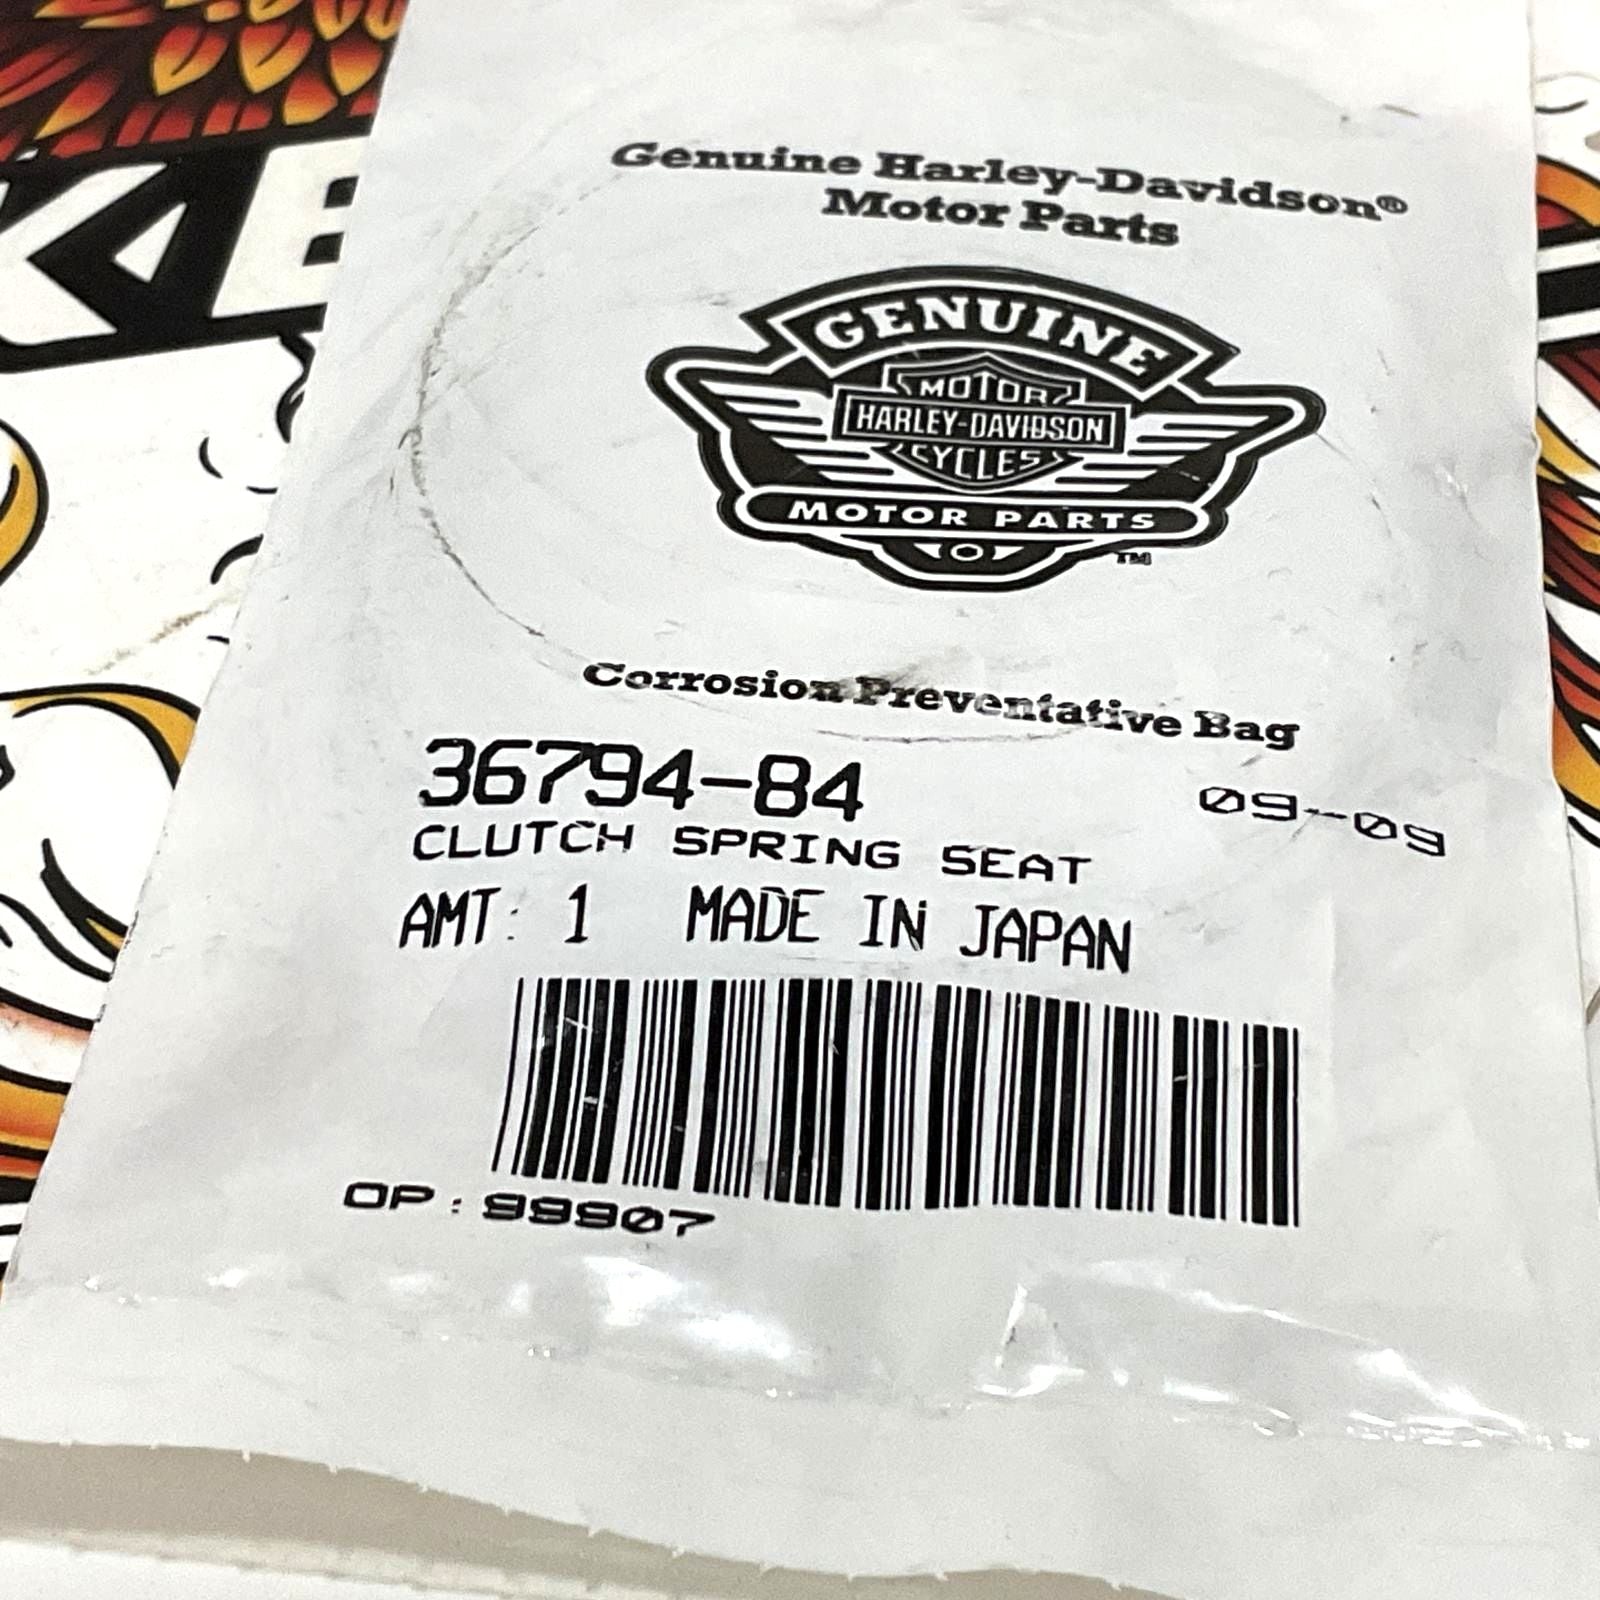 Genuine Harley-Davidson®
Motor Parts
GENUINE
MOTOR
HARLEY-DAVIDSON
CYCLES
MOTOR PARTS
TM
Corrosion Preventative Bag
36794-84
09-09
CLUTCH SPRING SEAT
AMT: 1 MADE IN JAPAN
OP: 99907